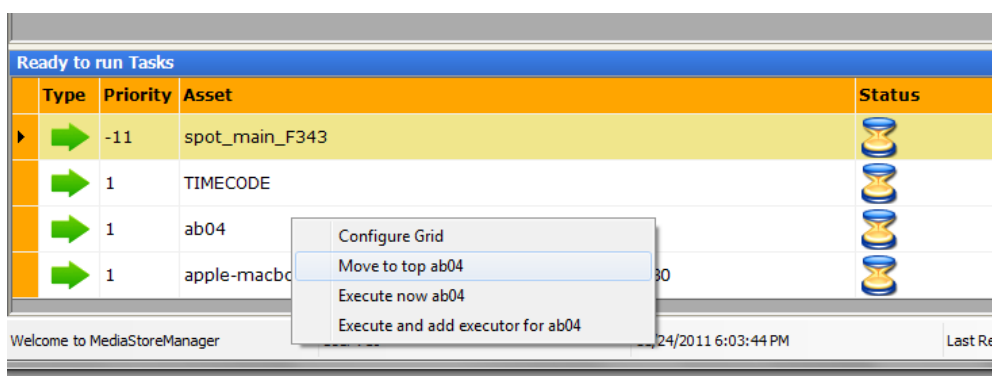 Ready to run Tasks
Type Priority Asset Status
-11 spot_main_F343
1 TIMECODE
1 ab04
Configure Grid
Move to top ab04
1 apple-macbo
Execute now ab04
Execute and add executor for ab04
Welcome to MediaStoreManager /24/2011 6:03:44 PM Last Re